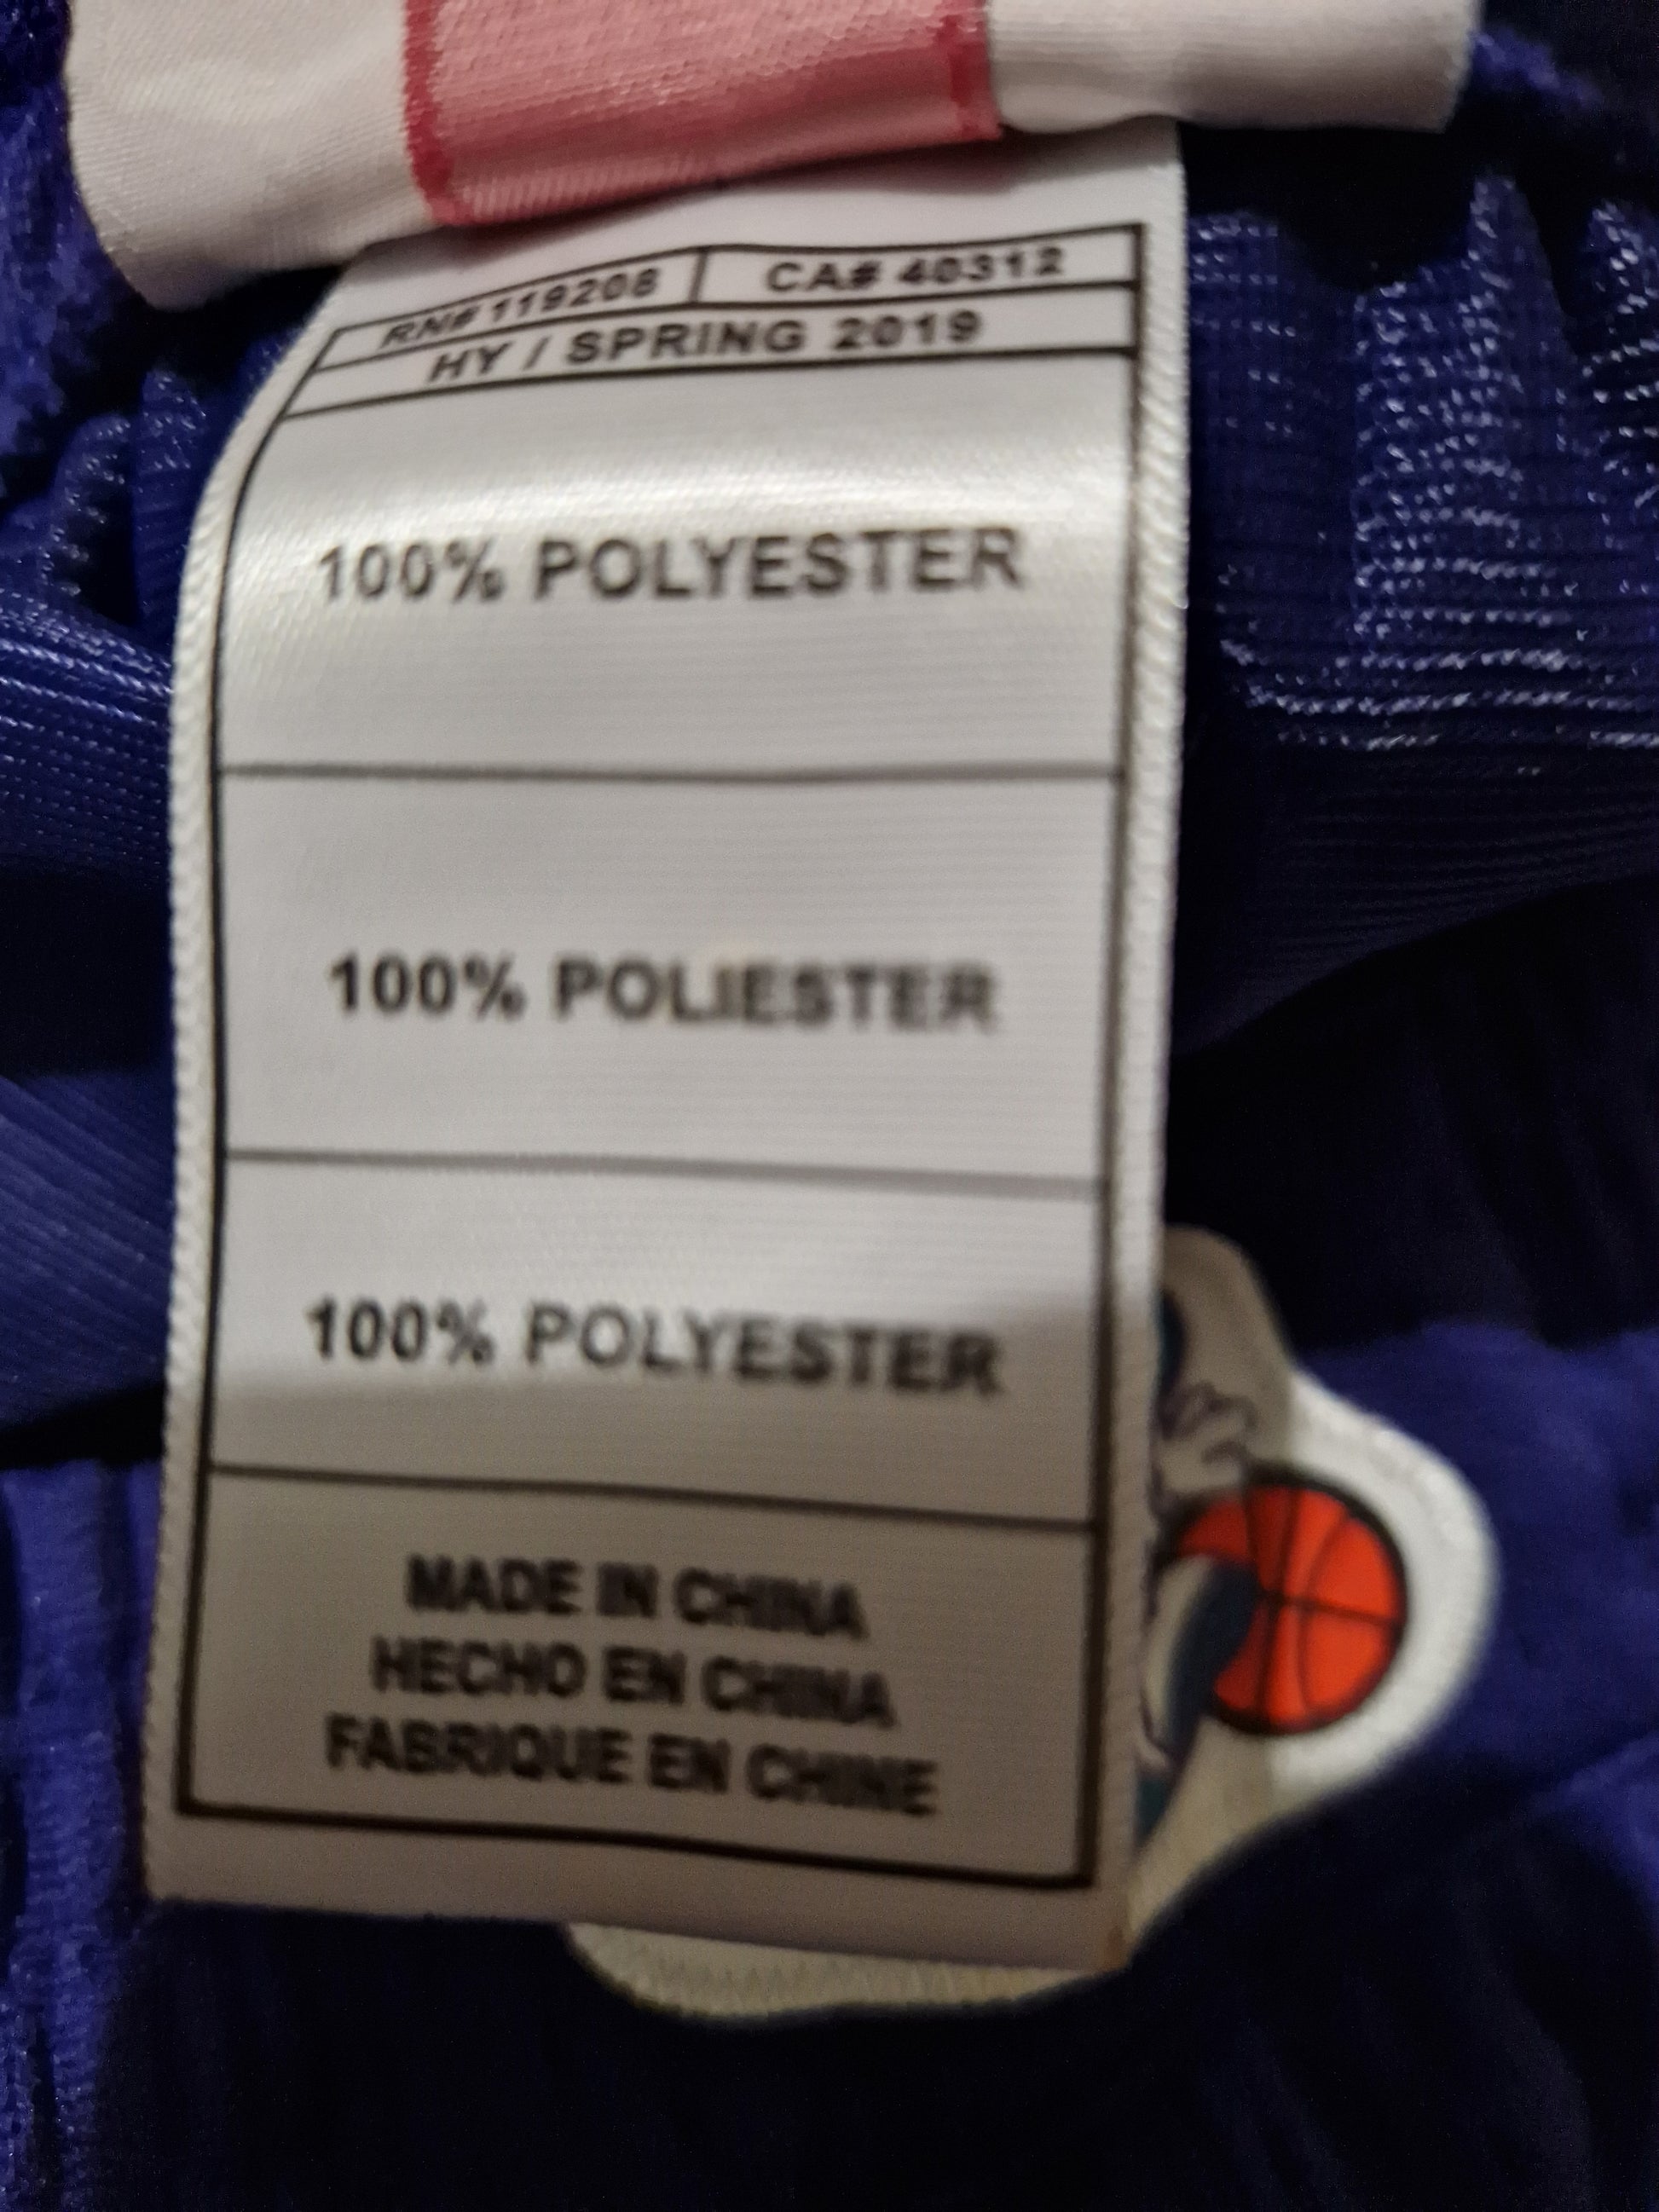 RN# 119208 CA# 40312
HY / SPRING 2019
100% POLYESTER
100% POLIESTER
100% POLYESTER
MADE IN CHINA
HECHO EN CHINA
FABRIQUE EN CHINE